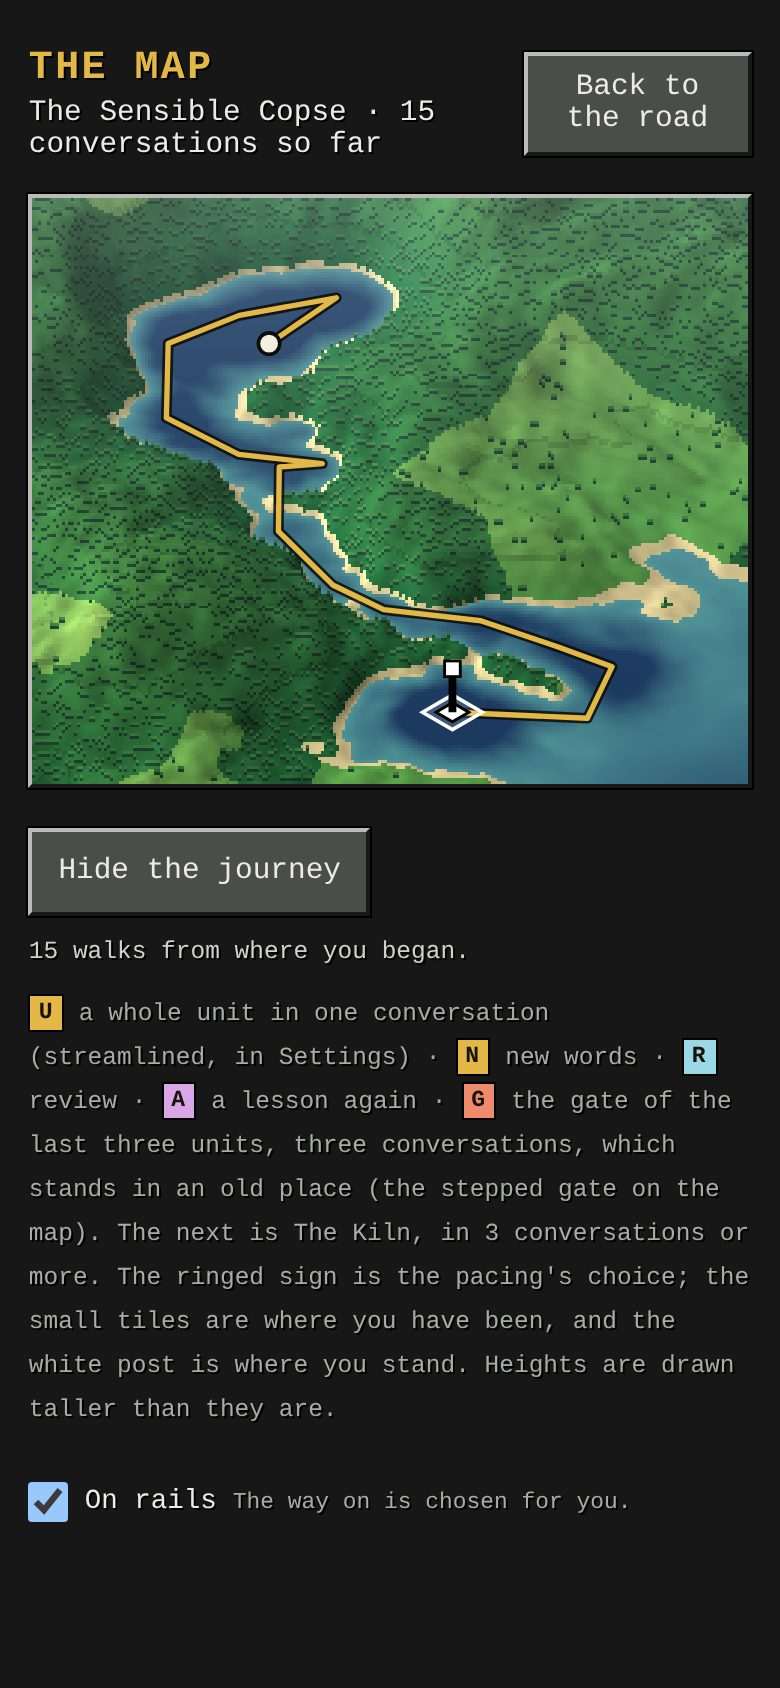 THE MAP
The Sensible Copse · 15
conversations so far
Back to
the road
Hide the journey
15 walks from where you began.
U a whole unit in one conversation
(streamlined, in Settings) · N new words · R
review · A a lesson again · G the gate of the
last three units, three conversations, which
stands in an old place (the stepped gate on the
map). The next is The Kiln, in 3 conversations or
more. The ringed sign is the pacing's choice; the
small tiles are where you have been, and the
white post is where you stand. Heights are drawn
taller than they are.
On rails The way on is chosen for you.